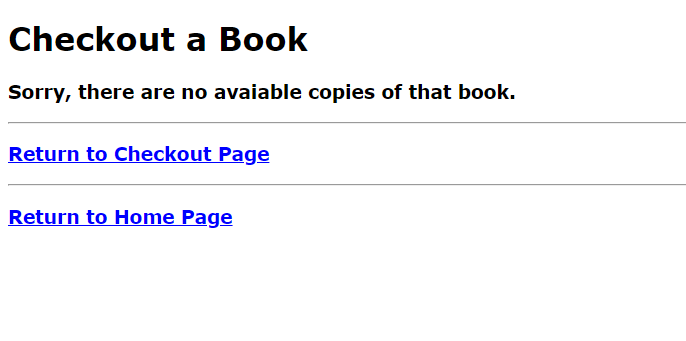 Checkout a Book
Sorry, there are no avaiable copies of that book.
Return to Checkout Page
Return to Home Page